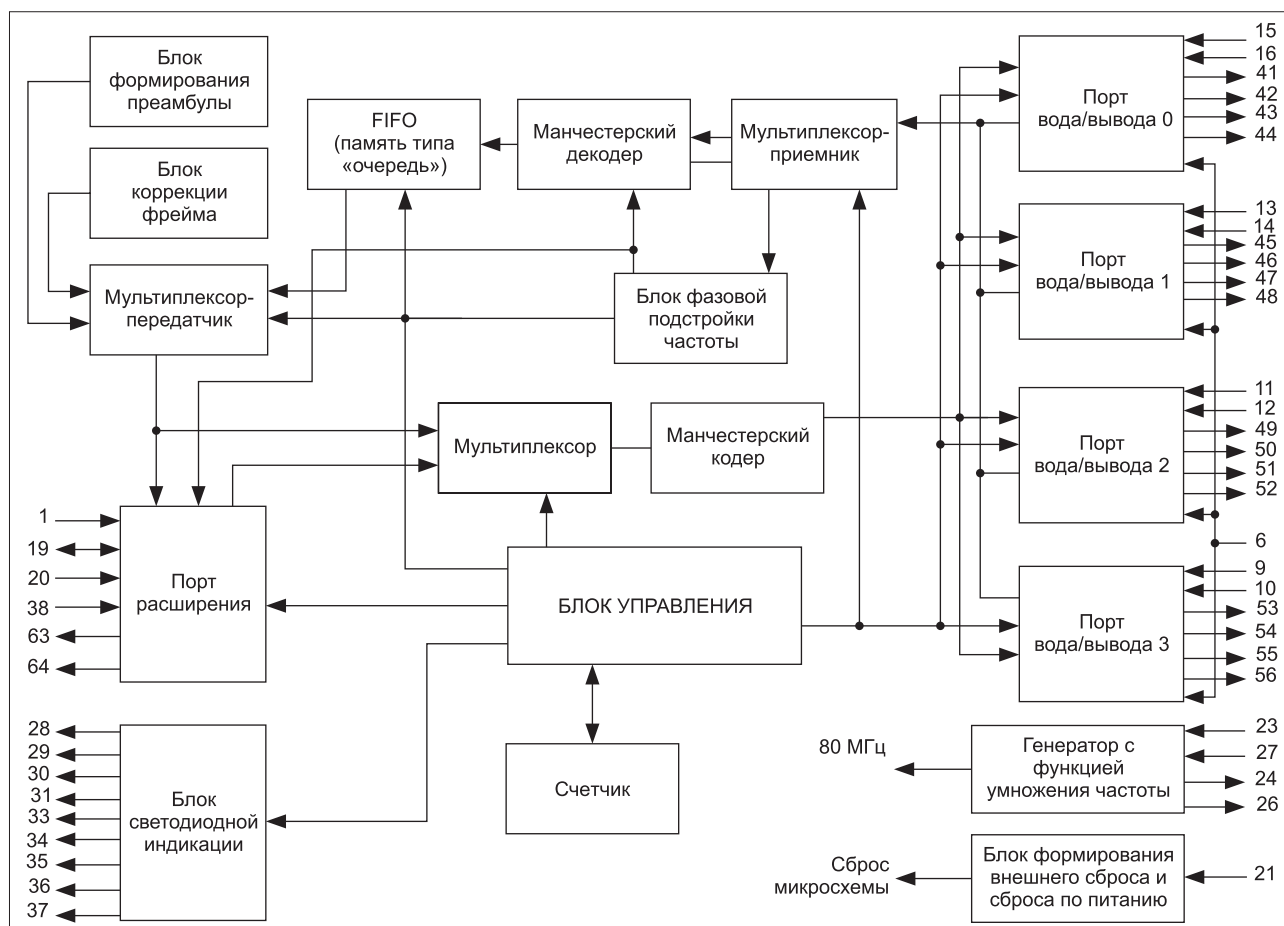 Блок
формирования
преамбулы
Блок
коррекции
фрейма
Мультиплексор-
передатчик
FIFO
(память типа
«очередь»)
Манчестерский
декодер
Мультиплексор-
приемник
Блок фазовой
подстройки
частоты
Мультиплексор
Манчестерский
кодер
Порт
вода/вывода 0
15
16
41
42
43
44
Порт
вода/вывода 1
13
14
45
46
47
48
Порт
вода/вывода 2
11
12
49
50
51
52
6
Порт
вода/вывода 3
9
10
53
54
55
56
1
19
20
38
63
64
Порт
расширения
БЛОК УПРАВЛЕНИЯ
Счетчик
28
29
30
31
33
34
35
36
37
Блок
светодиодной
индикации
80 МГц
Генератор с
функцией
умножения частоты
23
27
24
26
Сброс
микросхемы
Блок формирования
внешнего сброса и
сброса по питанию
21